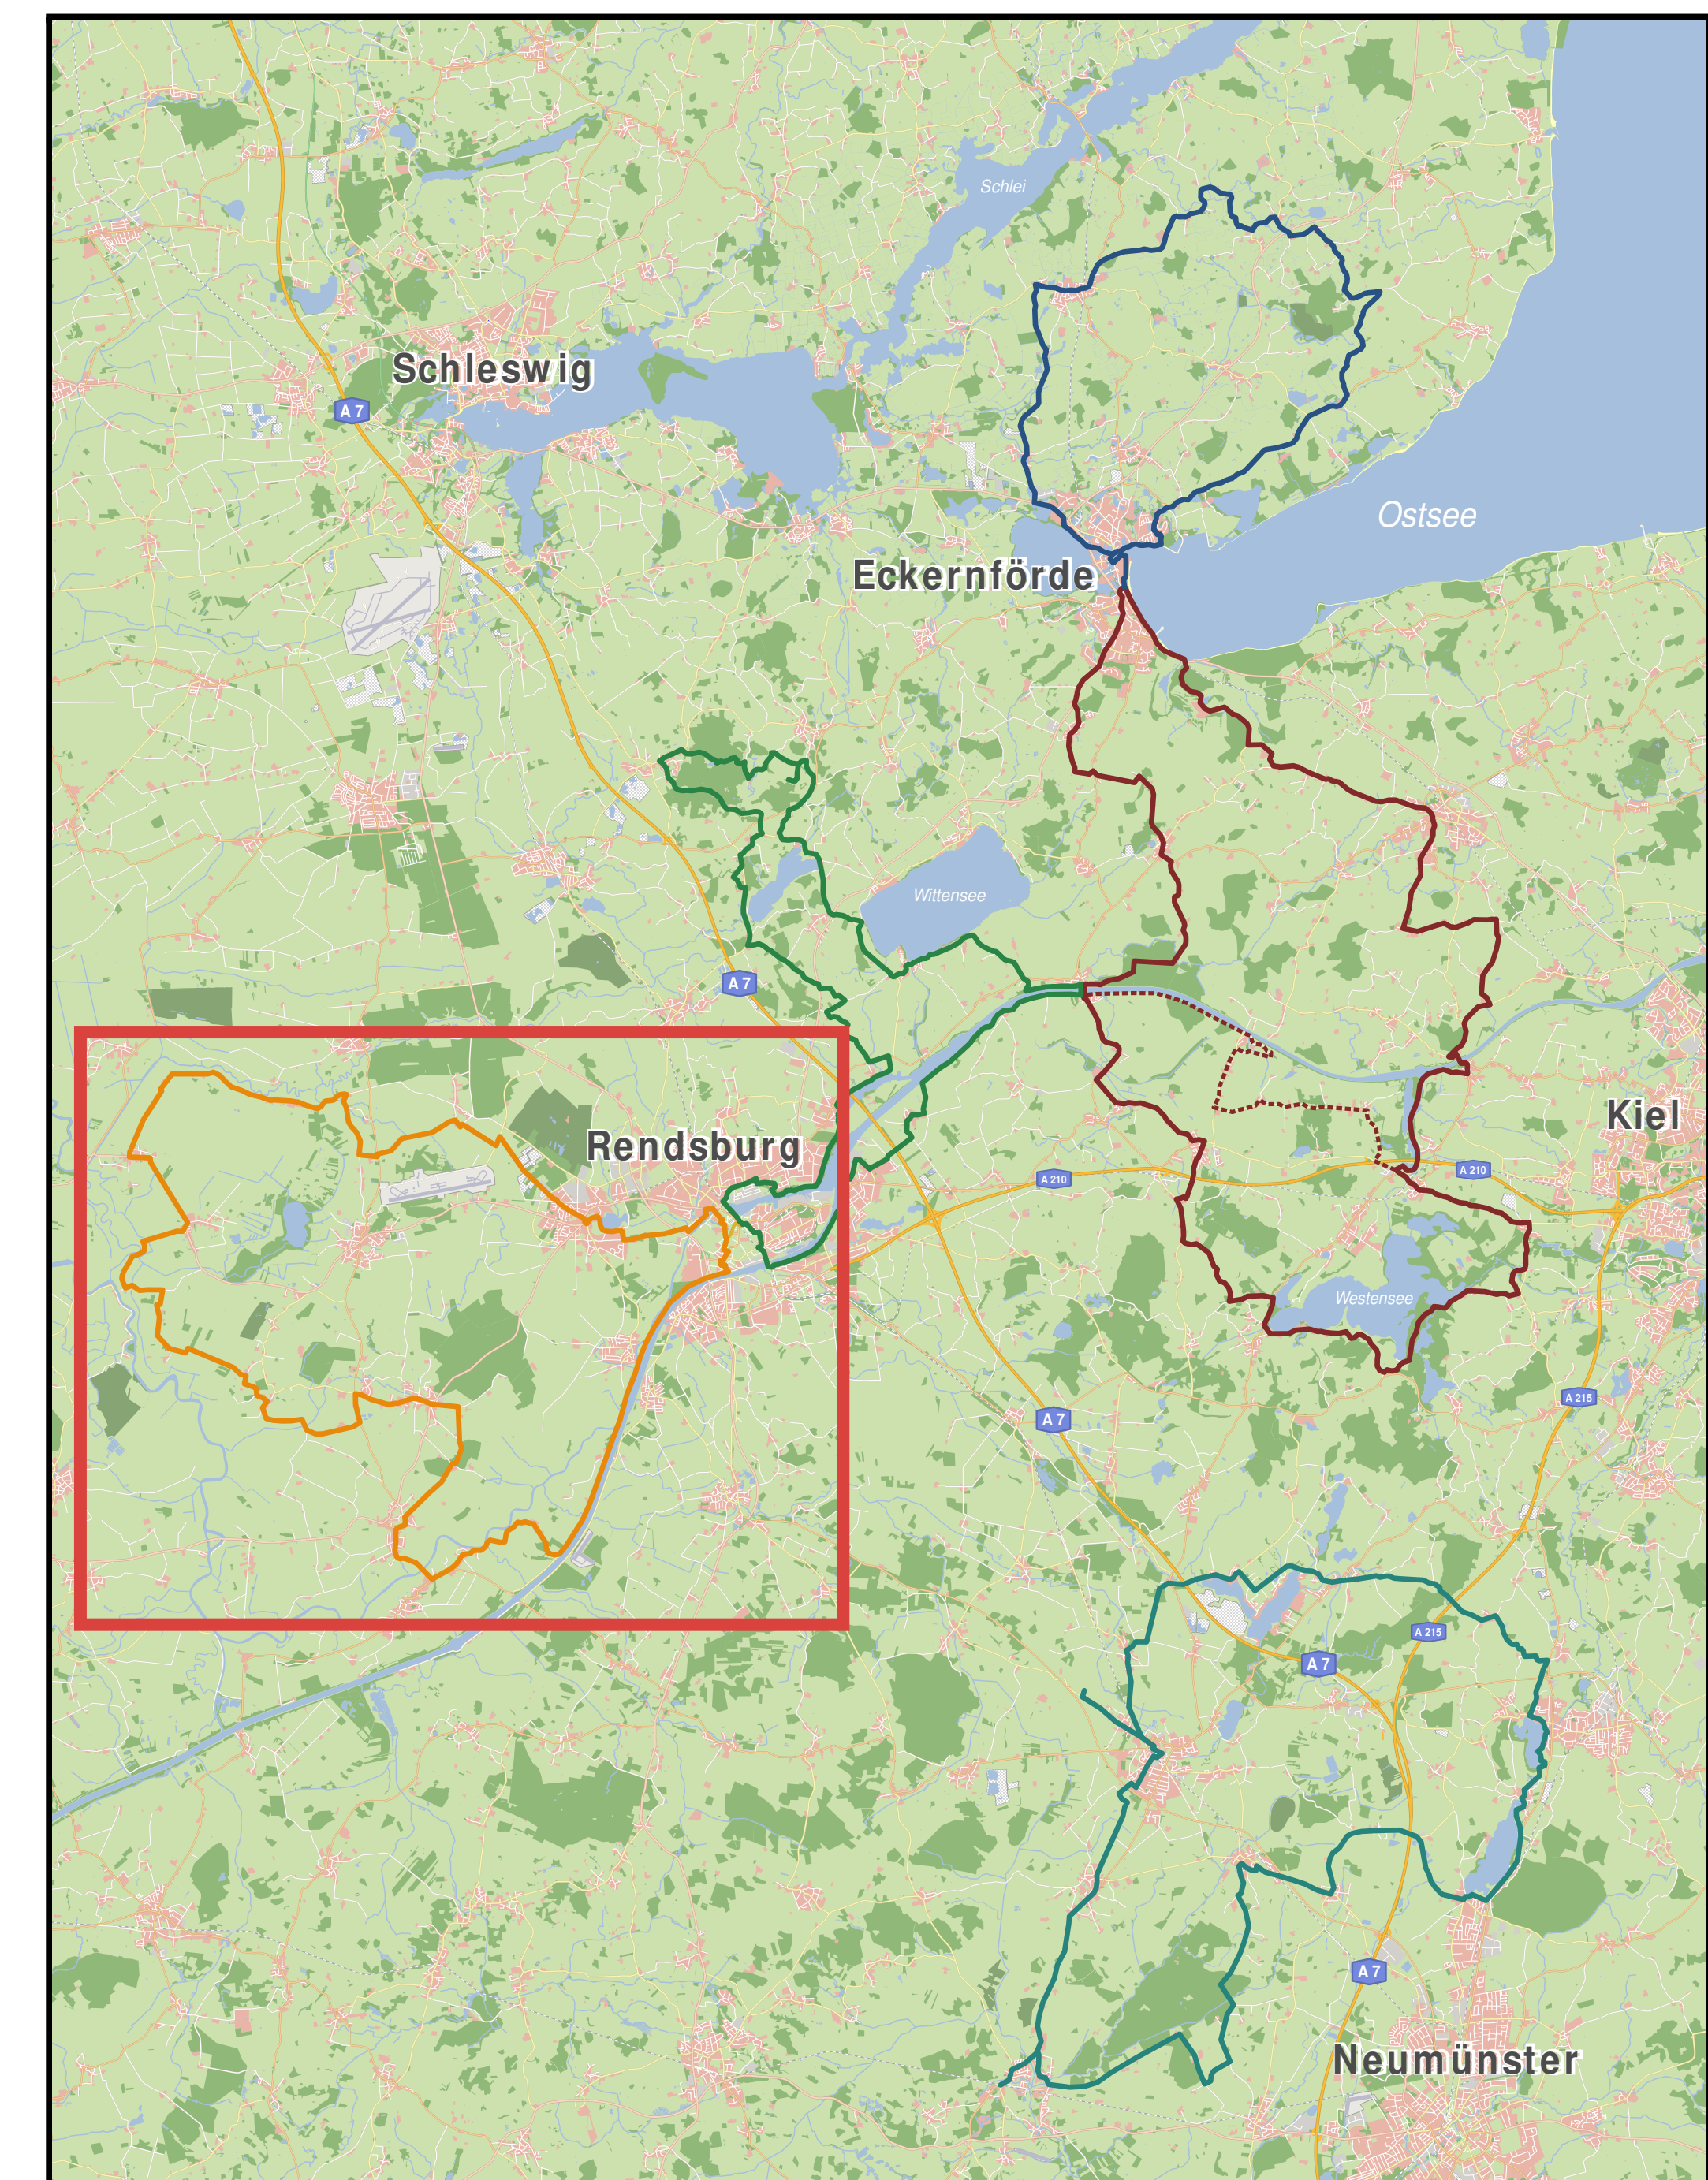 Schlei
Schleswig
A 7
Ostsee
Eckernförde
Wittensee
A 7
Rendsburg
Kiel
A 210
A 210
Westensee
A 215
A 7
A 215
A 7
A 7
Neumünster